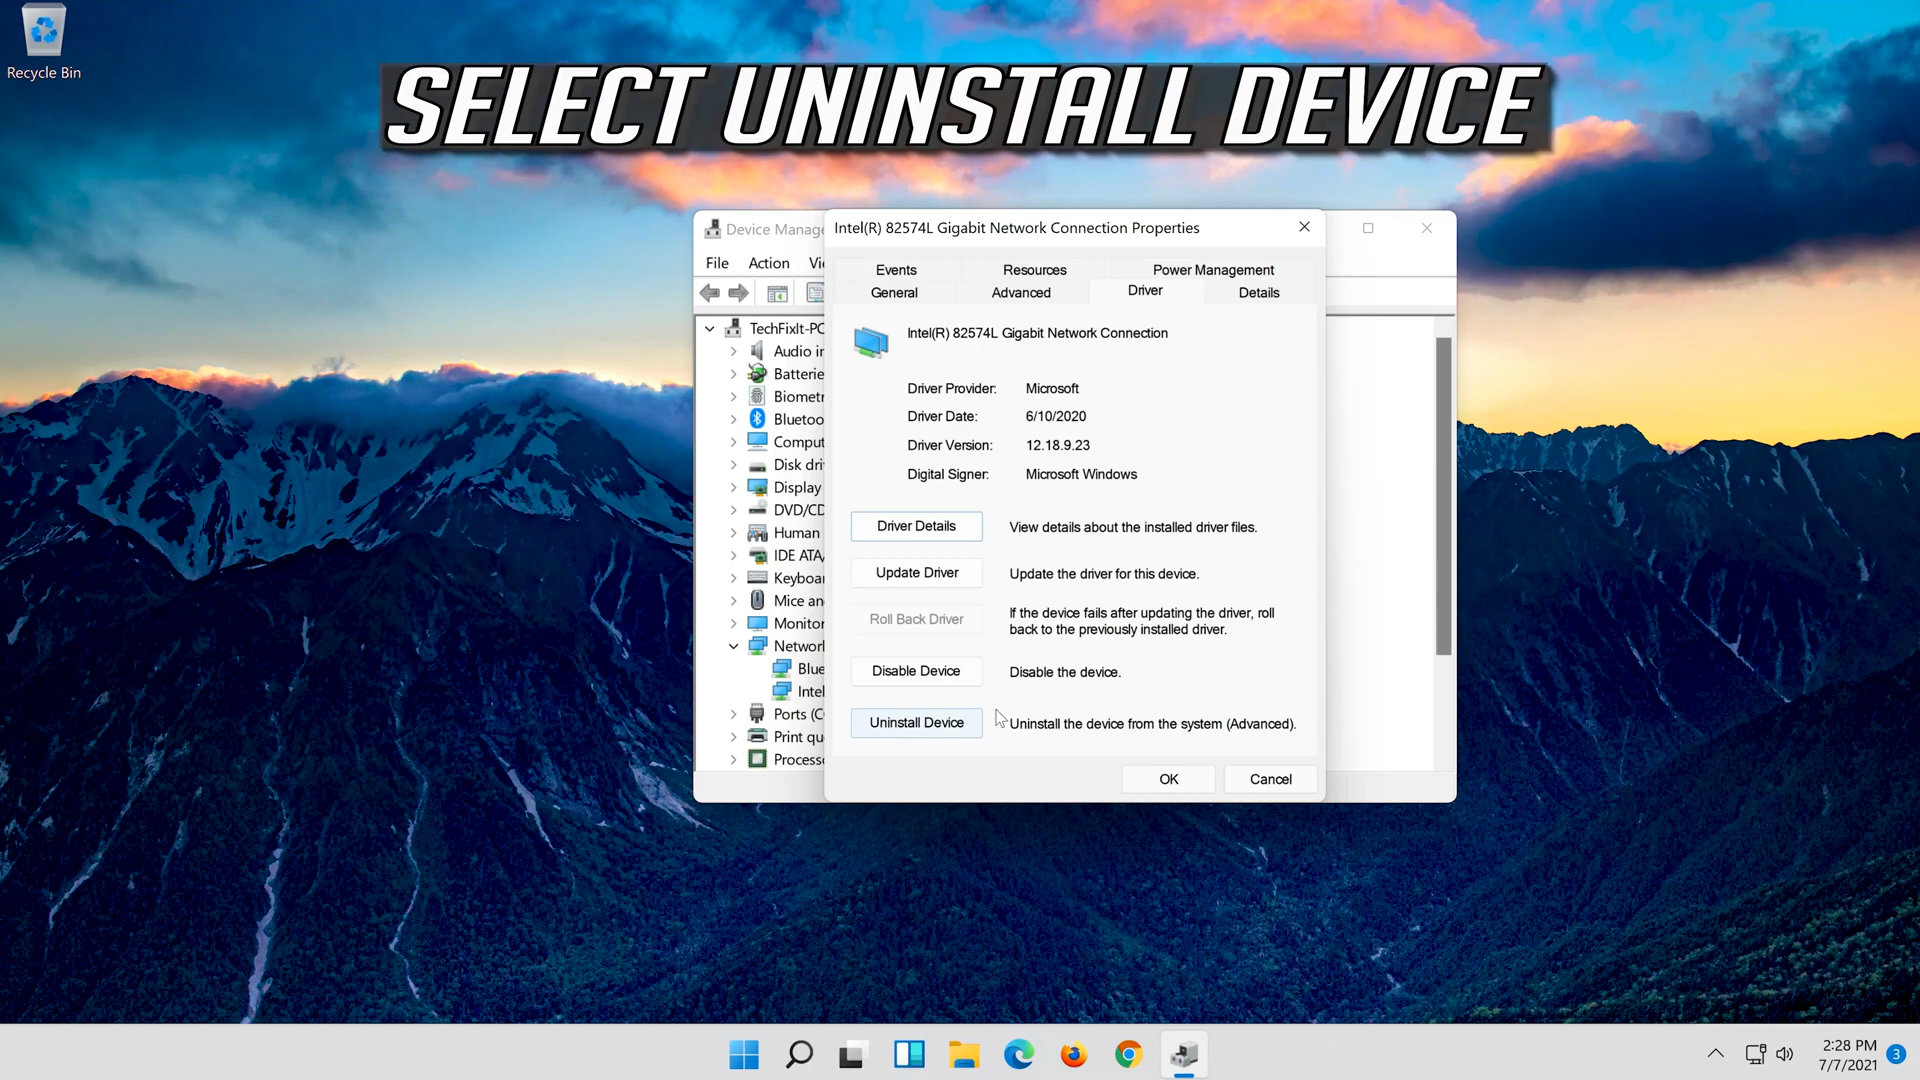 Recycle Bin
SELECT UNINSTALL DEVICE
Device Manage
Intel(R) 82574L Gigabit Network Connection Properties
File Action Vi
Events Resources Power Management
General Advanced Driver Details
TechFixIt-PC
Audio in
Batterie
Biometr
Bluetoo
Comput
Disk dri
Display
DVD/CD
Human
IDE ATA/
Keyboar
Mice an
Monitor
Network
Blue
Intel
Ports (C
Print qu
Process
Intel(R) 82574L Gigabit Network Connection
Driver Provider: Microsoft
Driver Date: 6/10/2020
Driver Version: 12.18.9.23
Digital Signer: Microsoft Windows
Driver Details View details about the installed driver files.
Update Driver Update the driver for this device.
Roll Back Driver If the device fails after updating the driver, roll
back to the previously installed driver.
Disable Device Disable the device.
Uninstall Device Uninstall the device from the system (Advanced).
OK Cancel
2:28 PM
7/7/2021
3